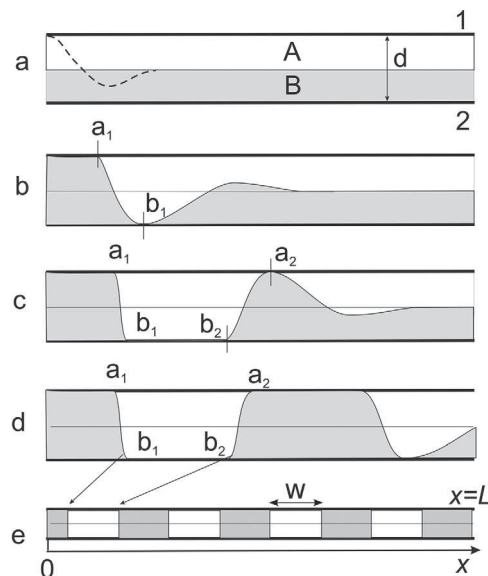 1
a A d
B
2
a₁
b b₁
a₁ a₂
c b₁ b₂
a₁ a₂
d b₁ b₂
w x=L
e
0 x